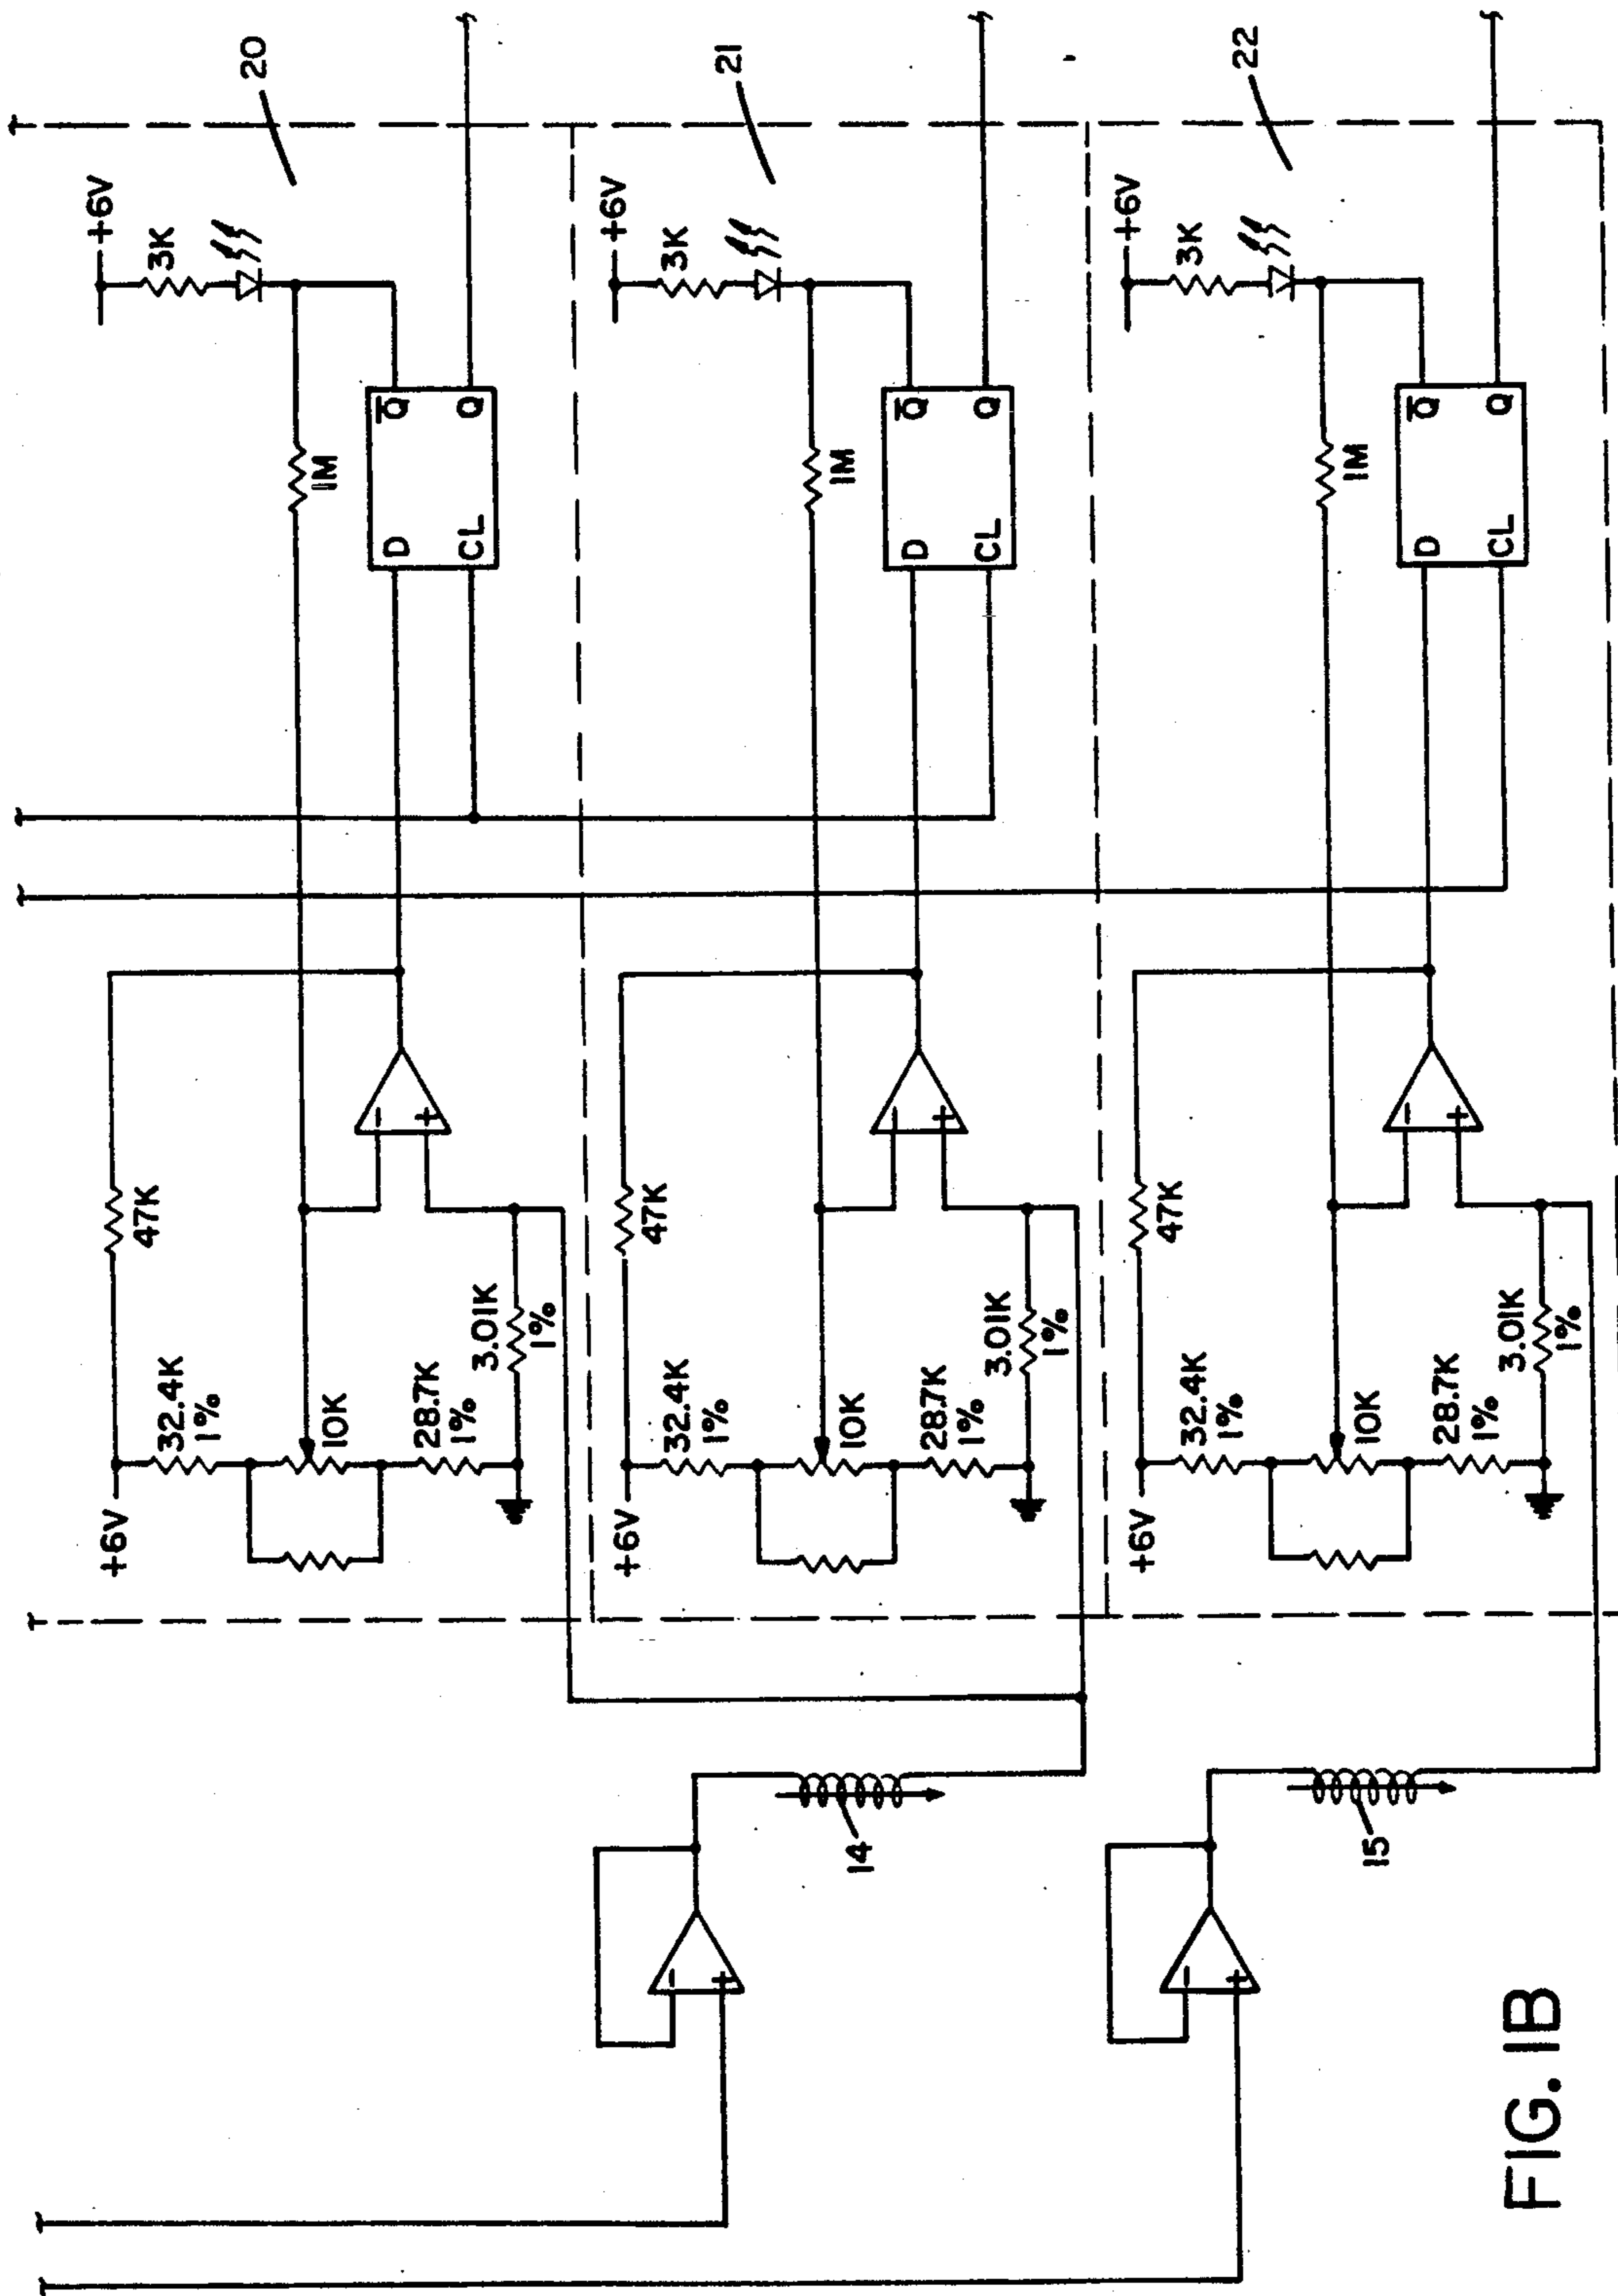 20
+6V
3K
47K
+6V
32.4K
1%
10K
28.7K
1%
3.01K
1%
-
+
1M
D
Q̅
CL
Q
21
+6V
3K
47K
+6V
32.4K
1%
10K
28.7K
1%
3.01K
1%
-
+
1M
D
Q̅
CL
Q
14
-
+
22
+6V
3K
47K
+6V
32.4K
1%
10K
28.7K
1%
3.01K
1%
-
+
1M
D
Q̅
CL
Q
15
-
+
FIG. 1B